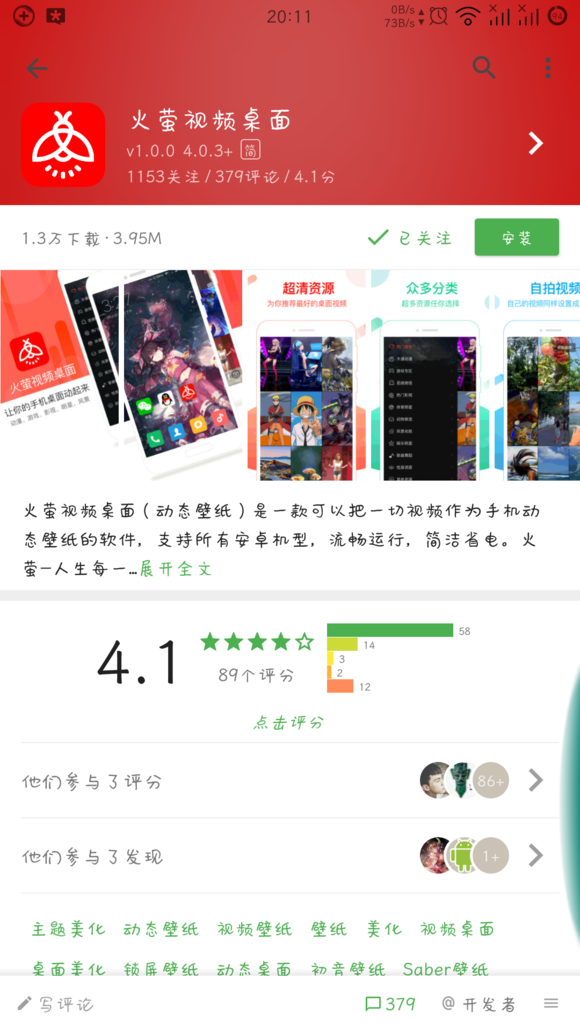 20:11
0B/s
73B/s
94
火萤视频桌面
v1.0.0 4.0.3+ 简
1153关注 / 379评论 / 4.1分
1.3万下载 · 3.95M
已关注
安装
火萤视频桌面
让你的手机桌面动起来
动漫、游戏、影视、明星、风景
超清资源
为你推荐最好的桌面视频
众多分类
超多资源任你选择
自拍视频
自己的视频同样设置成
火萤视频桌面（动态壁纸）是一款可以把一切视频作为手机动
态壁纸的软件，支持所有安卓机型，流畅运行，简洁省电。火
萤—人生每一…展开全文
4.1
89个评分
58
14
3
2
12
点击评分
他们参与了评分
86+
他们参与了发现
1+
主题美化 动态壁纸 视频壁纸 壁纸 美化 视频桌面
桌面美化 锁屏壁纸 动态桌面 初音壁纸 Saber壁纸
写评论
379
@ 开发者